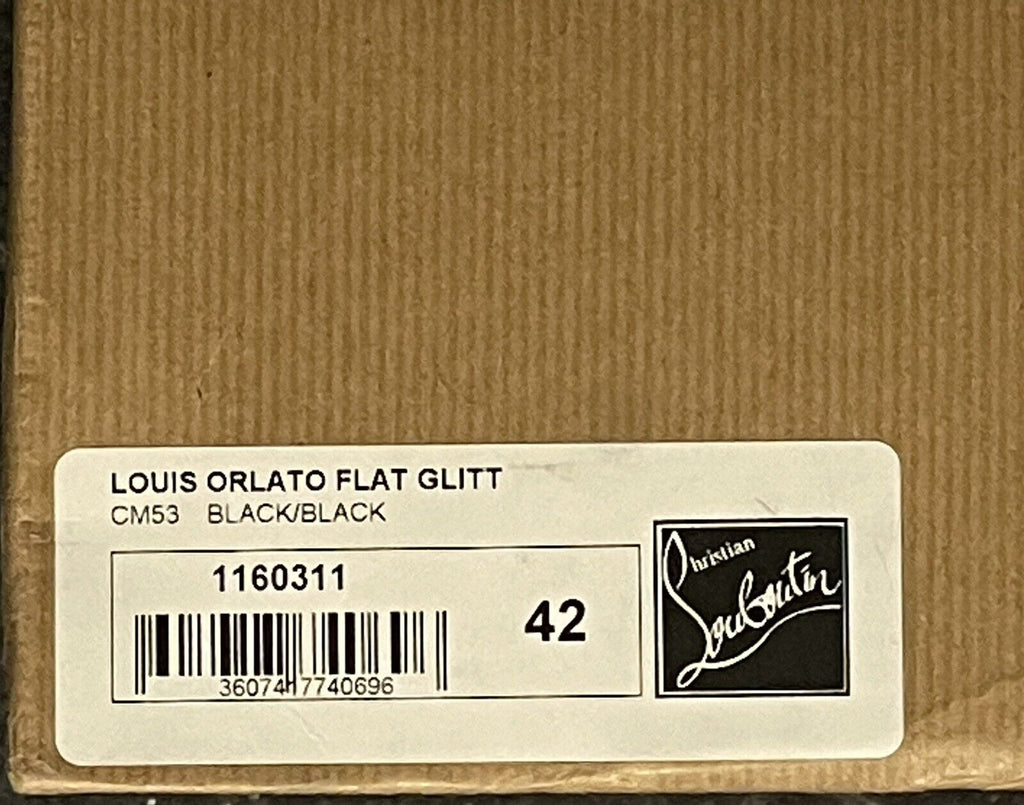 LOUIS ORLATO FLAT GLITT
CM53 BLACK/BLACK
1160311
42
3607417740696
Christian
Louboutin